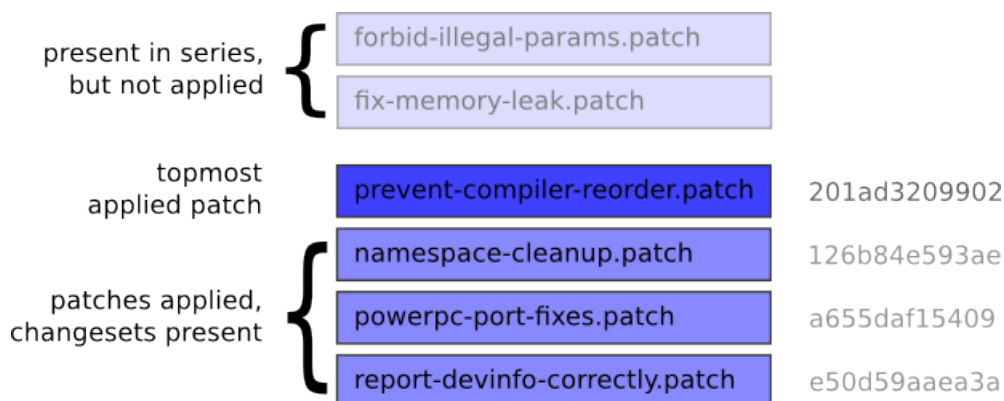 present in series,
but not applied
forbid-illegal-params.patch
fix-memory-leak.patch
topmost
applied patch
prevent-compiler-reorder.patch 201ad3209902
namespace-cleanup.patch 126b84e593ae
patches applied,
changesets present
powerpc-port-fixes.patch a655daf15409
report-devinfo-correctly.patch e50d59aaea3a